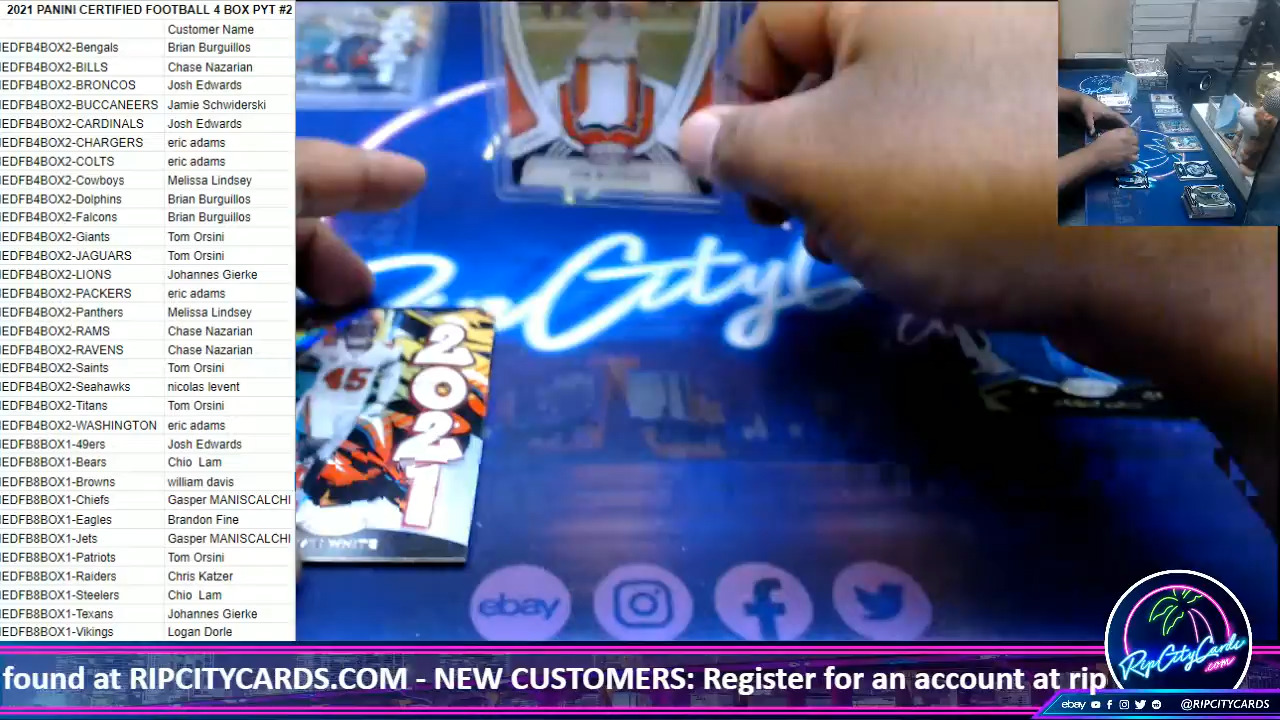 2021 PANINI CERTIFIED FOOTBALL 4 BOX PYT #2
Customer Name
IEDFB4BOX2-Bengals Brian Burguillos
IEDFB4BOX2-BILLS Chase Nazarian
IEDFB4BOX2-BRONCOS Josh Edwards
IEDFB4BOX2-BUCCANEERS Jamie Schwiderski
IEDFB4BOX2-CARDINALS Josh Edwards
IEDFB4BOX2-CHARGERS eric adams
IEDFB4BOX2-COLTS eric adams
IEDFB4BOX2-Cowboys Melissa Lindsey
IEDFB4BOX2-Dolphins Brian Burguillos
IEDFB4BOX2-Falcons Brian Burguillos
IEDFB4BOX2-Giants Tom Orsini
IEDFB4BOX2-JAGUARS Tom Orsini
IEDFB4BOX2-LIONS Johannes Gierke
IEDFB4BOX2-PACKERS eric adams
IEDFB4BOX2-Panthers Melissa Lindsey
IEDFB4BOX2-RAMS Chase Nazarian
IEDFB4BOX2-RAVENS Chase Nazarian
IEDFB4BOX2-Saints Tom Orsini
IEDFB4BOX2-Seahawks nicolas levent
IEDFB4BOX2-Titans Tom Orsini
IEDFB4BOX2-WASHINGTON eric adams
IEDFB8BOX1-49ers Josh Edwards
IEDFB8BOX1-Bears Chio Lam
IEDFB8BOX1-Browns william davis
IEDFB8BOX1-Chiefs Gasper MANISCALCHI
IEDFB8BOX1-Eagles Brandon Fine
IEDFB8BOX1-Jets Gasper MANISCALCHI
IEDFB8BOX1-Patriots Tom Orsini
IEDFB8BOX1-Raiders Chris Katzer
IEDFB8BOX1-Steelers Chio Lam
IEDFB8BOX1-Texans Johannes Gierke
IEDFB8BOX1-Vikings Logan Dorle
RipCity
45
2021
WHITE
ebay
found at RIPCITYCARDS.COM - NEW CUSTOMERS: Register for an account at rip
RipCityCards
.com
ebay @RIPCITYCARDS